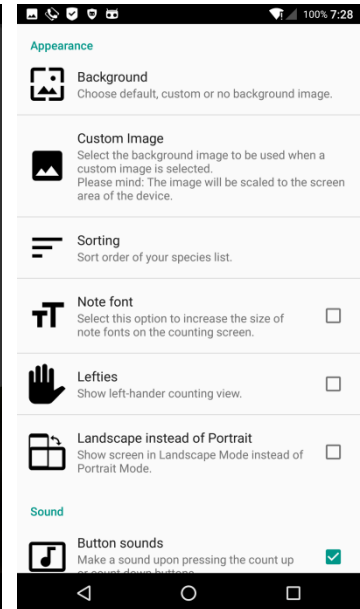 100% 7:28
Appearance
Background
Choose default, custom or no background image.
Custom Image
Select the background image to be used when a
custom image is selected.
Please mind: The image will be scaled to the screen
area of the device.
Sorting
Sort order of your species list.
Note font
Select this option to increase the size of
note fonts on the counting screen.
Lefties
Show left-hander counting view.
Landscape instead of Portrait
Show screen in Landscape Mode instead of
Portrait Mode.
Sound
Button sounds
Make a sound upon pressing the count up
or count down buttons.